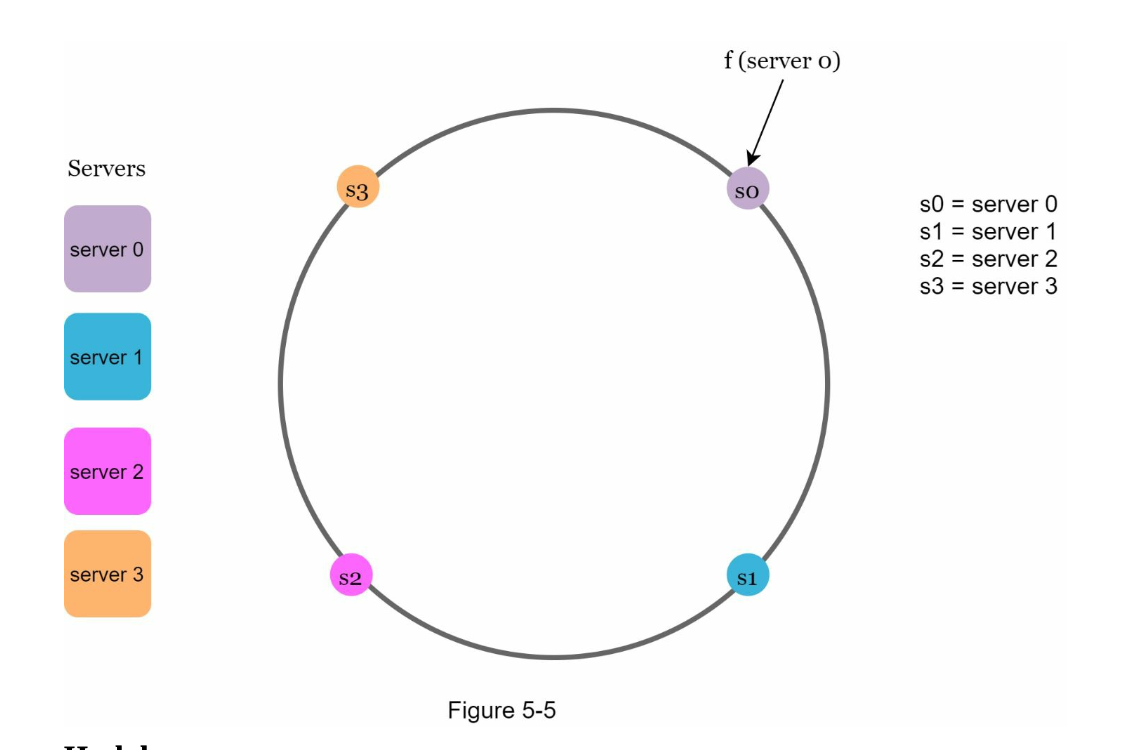 f (server 0)
Servers
s3
s0
server 0
s0 = server 0
s1 = server 1
s2 = server 2
s3 = server 3
server 1
server 2
server 3
s2
s1
Figure 5-5